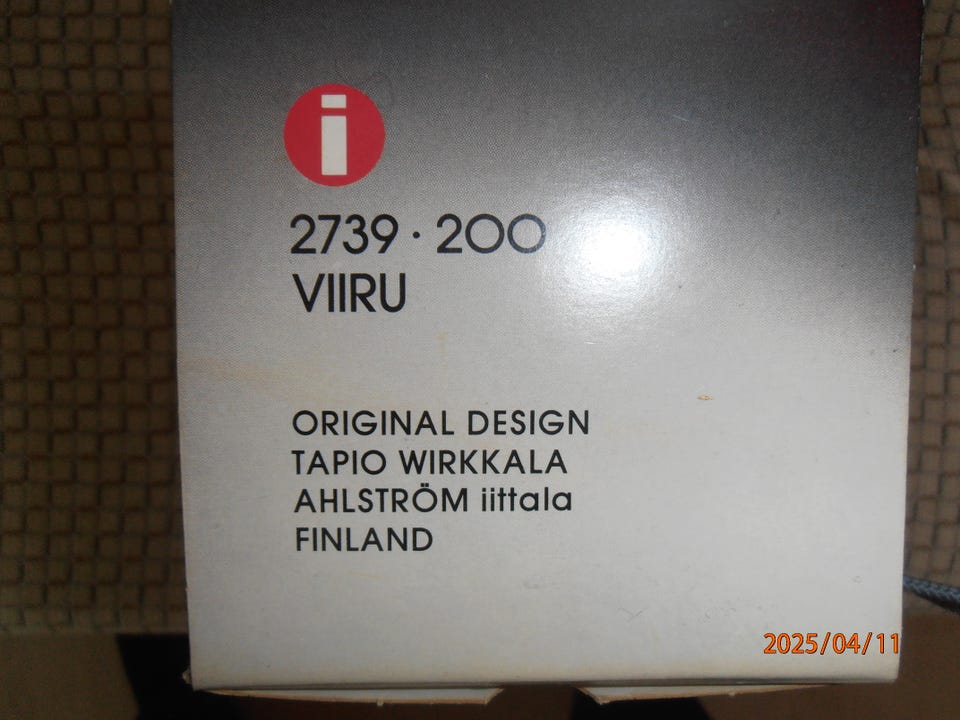 i
2739 · 200
VIIRU
ORIGINAL DESIGN
TAPIO WIRKKALA
AHLSTRÖM iittala
FINLAND
2025/04/11